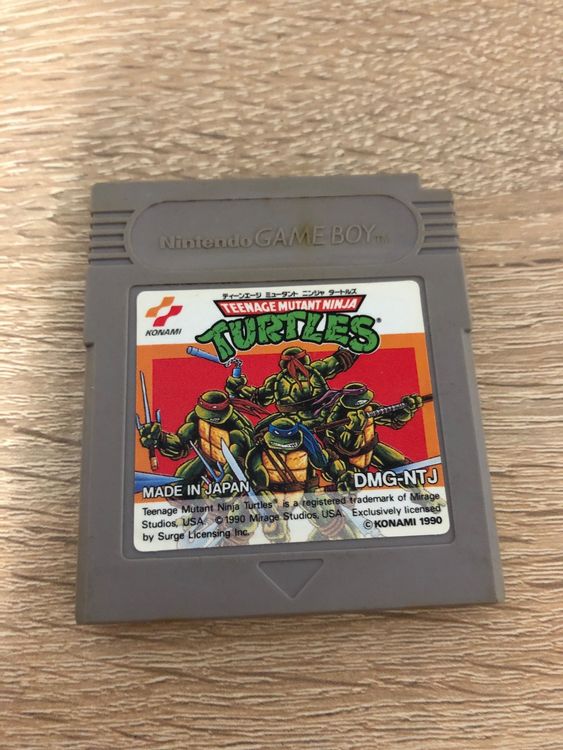 Nintendo GAME BOY™
ティーンエージ ミュータント ニンジャ タートルズ
TEENAGE MUTANT NINJA
TURTLES®
KONAMI
MADE IN JAPAN
DMG-NTJ
Teenage Mutant Ninja Turtles® is a registered trademark of Mirage
Studios, USA. ©1990 Mirage Studios, USA. Exclusively licensed
by Surge Licensing Inc.
©KONAMI 1990